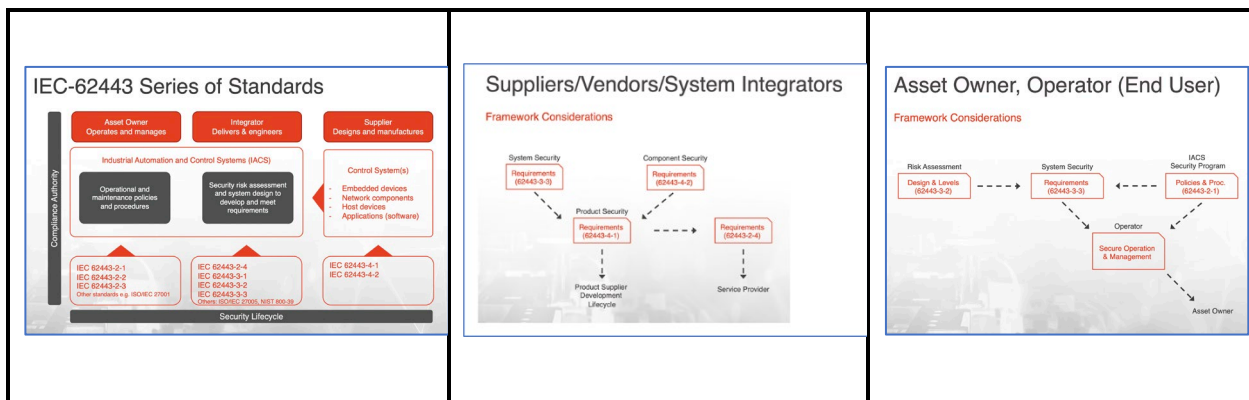 IEC-62443 Series of Standards
Compliance Authority
Asset Owner
Operates and manages
Integrator
Delivers & engineers
Supplier
Designs and manufactures
Industrial Automation and Control Systems (IACS)
Operational and
maintenance policies
and procedures
Security risk assessment
and system design to
develop and meet
requirements
Control System(s)
- Embedded devices
- Network components
- Host devices
- Applications (software)
IEC 62443-2-1
IEC 62443-2-2
IEC 62443-2-3
Other standards e.g. ISO/IEC 27001
IEC 62443-2-4
IEC 62443-3-1
IEC 62443-3-2
IEC 62443-3-3
Others: ISO/IEC 27005, NIST 800-39
IEC 62443-4-1
IEC 62443-4-2
Security Lifecycle
Suppliers/Vendors/System Integrators
Framework Considerations
System Security
Requirements
(62443-3-3)
Component Security
Requirements
(62443-4-2)
Product Security
Requirements
(62443-4-1)
Requirements
(62443-2-4)
Product Supplier
Development
Lifecycle
Service Provider
Asset Owner, Operator (End User)
Framework Considerations
Risk Assessment
Design & Levels
(62443-3-2)
System Security
Requirements
(62443-3-3)
IACS
Security Program
Policies & Proc.
(62443-2-1)
Operator
Secure Operation
& Management
Asset Owner